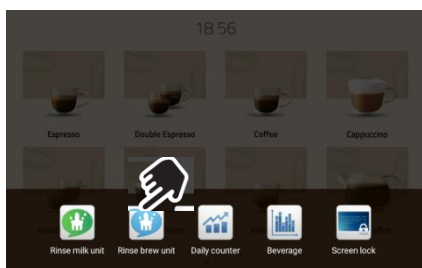 18 56
Espresso
Double Espresso
Coffee
Cappuccino
Rinse milk unit
Rinse brew unit
Daily counter
Beverage
Screen lock